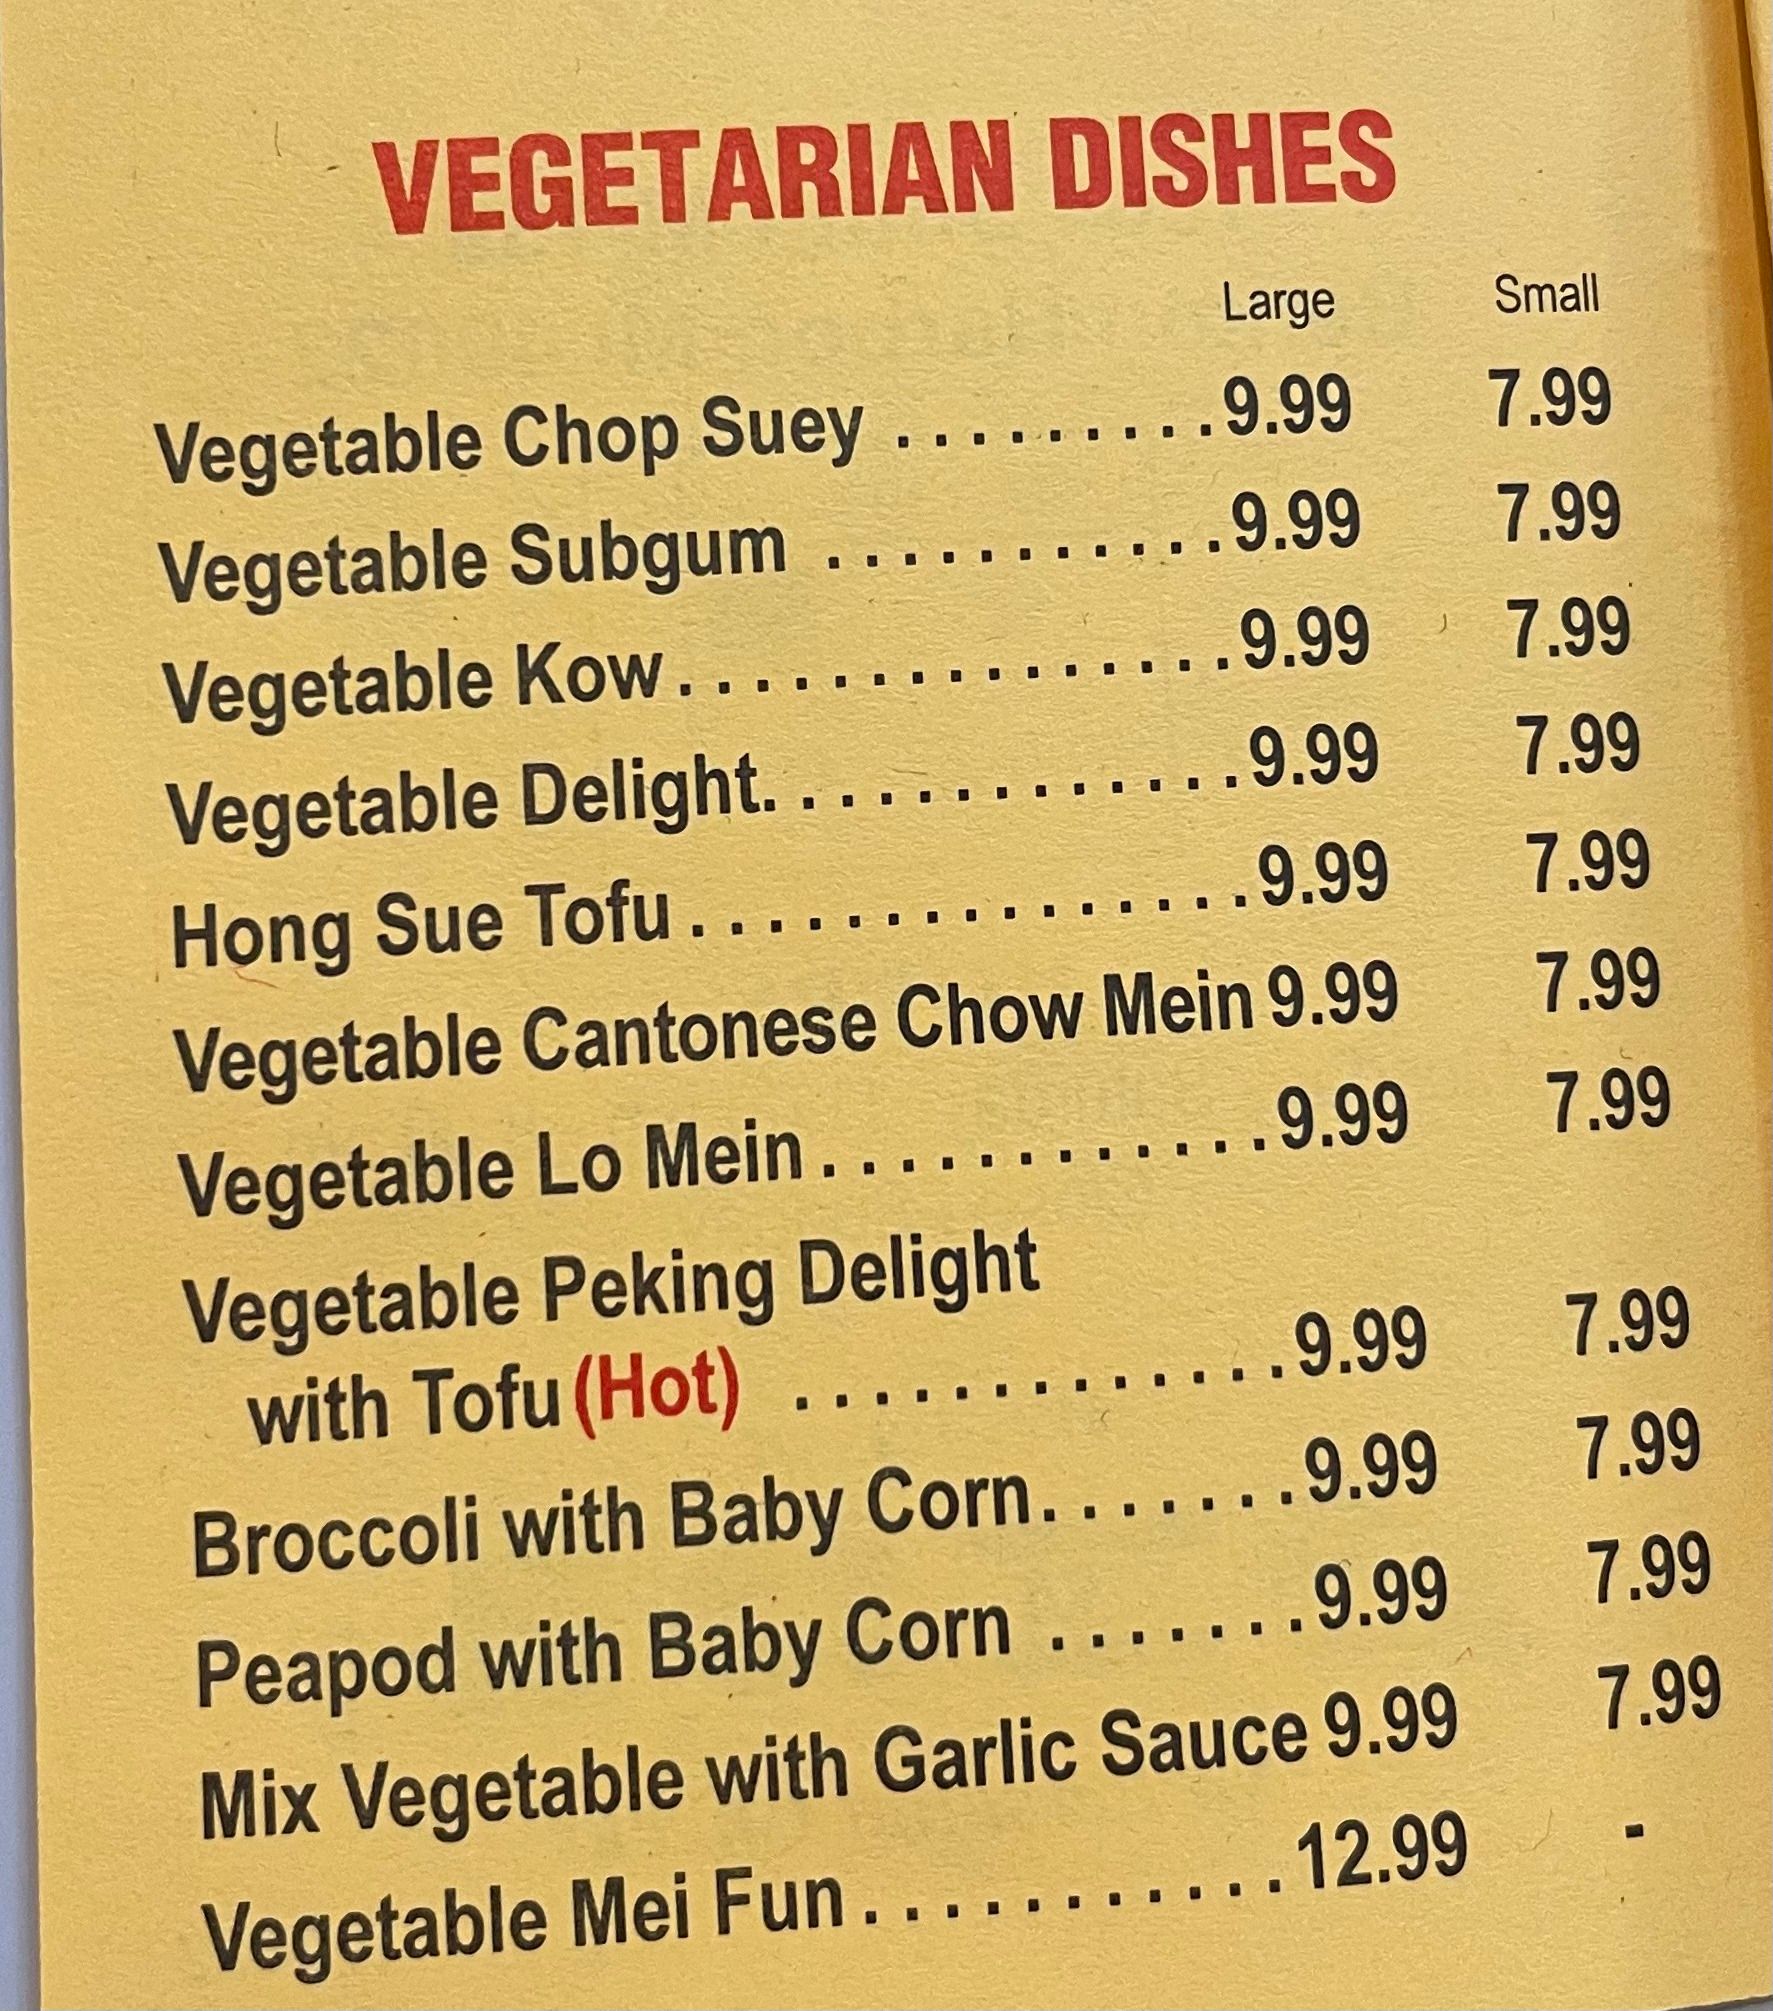 VEGETARIAN DISHES
Large Small
Vegetable Chop Suey .........9.99 7.99
Vegetable Subgum ...........9.99 7.99
Vegetable Kow...............9.99 7.99
Vegetable Delight.............9.99 7.99
Hong Sue Tofu...............9.99 7.99
Vegetable Cantonese Chow Mein 9.99 7.99
Vegetable Lo Mein............9.99 7.99
Vegetable Peking Delight
with Tofu (Hot) .............9.99 7.99
Broccoli with Baby Corn.......9.99 7.99
Peapod with Baby Corn .......9.99 7.99
Mix Vegetable with Garlic Sauce 9.99 7.99
Vegetable Mei Fun...........12.99 -